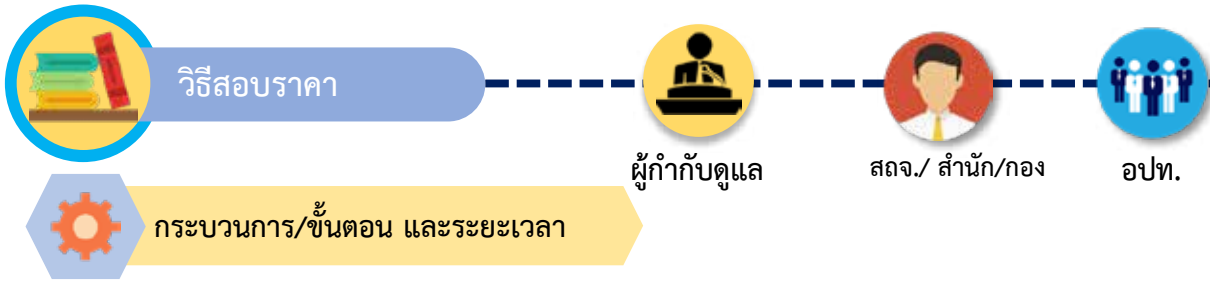 วิธีสอบราคา
ผู้กำกับดูแล
สถจ./ สำนัก/กอง
อปท.
กระบวนการ/ขั้นตอน และระยะเวลา